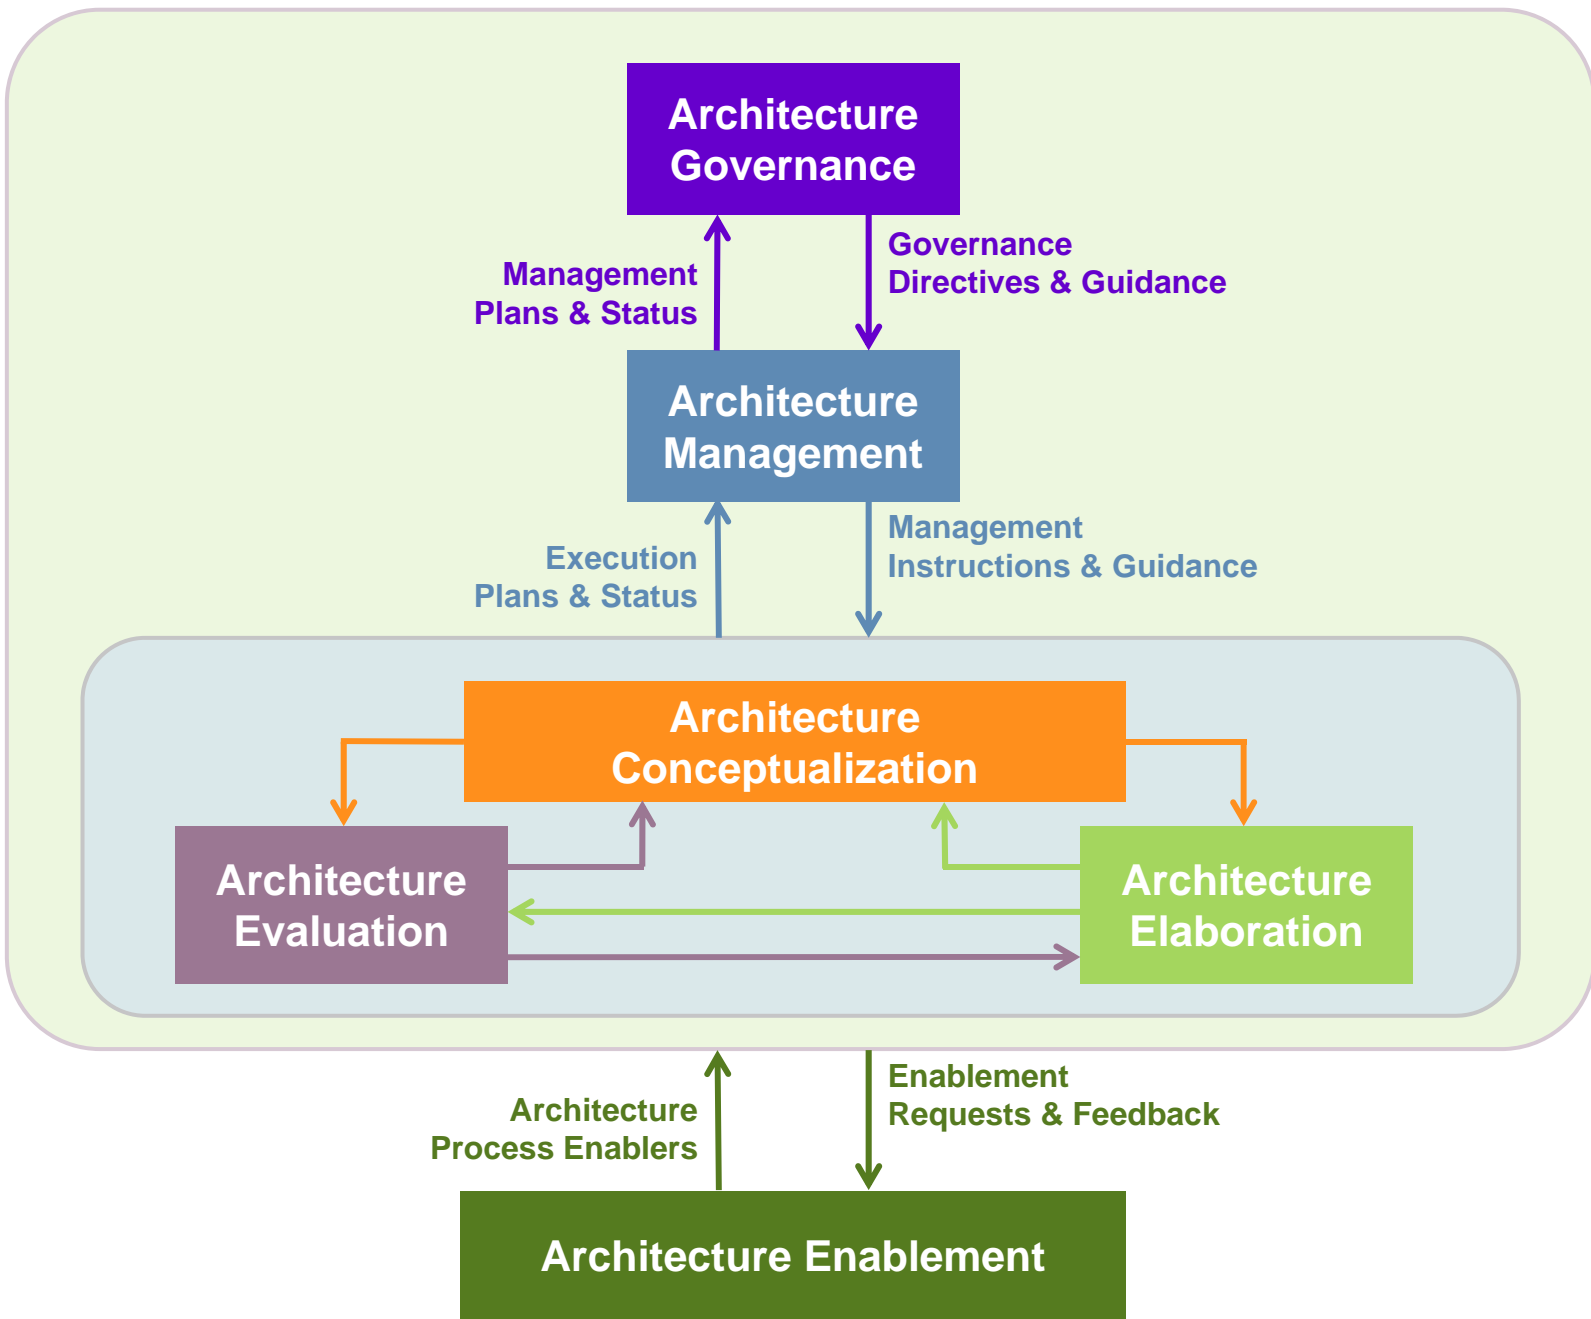 Architecture
Governance
Management
Plans & Status
Governance
Directives & Guidance
Architecture
Management
Execution
Plans & Status
Management
Instructions & Guidance
Architecture
Conceptualization
Architecture
Evaluation
Architecture
Elaboration
Architecture
Process Enablers
Enablement
Requests & Feedback
Architecture Enablement